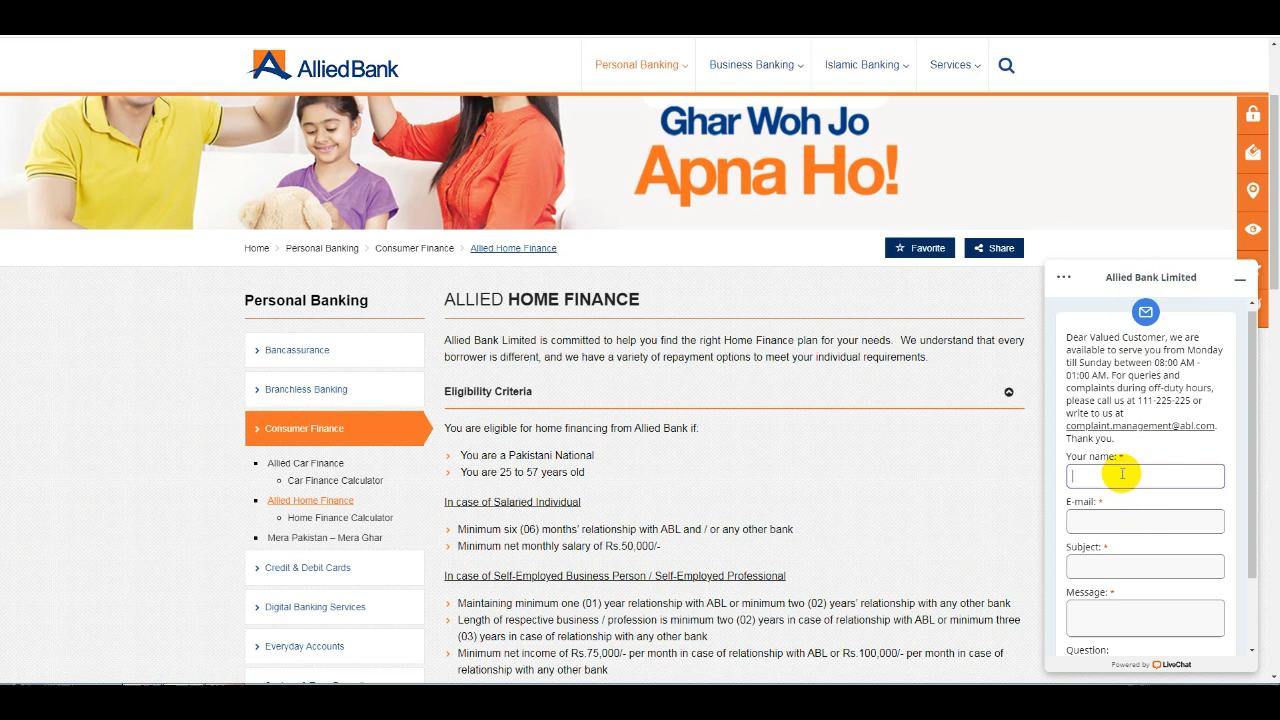 Allied Bank
Personal Banking
Business Banking
Islamic Banking
Services
Ghar Woh Jo
Apna Ho!
Home > Personal Banking > Consumer Finance > Allied Home Finance
Favorite
Share
Personal Banking
Bancassurance
Branchless Banking
Consumer Finance
Allied Car Finance
Car Finance Calculator
Allied Home Finance
Home Finance Calculator
Mera Pakistan – Mera Ghar
Credit & Debit Cards
Digital Banking Services
Everyday Accounts
ALLIED HOME FINANCE
Allied Bank Limited is committed to help you find the right Home Finance plan for your needs. We understand that every
borrower is different, and we have a variety of repayment options to meet your individual requirements.
Eligibility Criteria
You are eligible for home financing from Allied Bank if:
You are a Pakistani National
You are 25 to 57 years old
In case of Salaried Individual
Minimum six (06) months' relationship with ABL and / or any other bank
Minimum net monthly salary of Rs.50,000/-
In case of Self-Employed Business Person / Self-Employed Professional
Maintaining minimum one (01) year relationship with ABL or minimum two (02) years' relationship with any other bank
Length of respective business / profession is minimum two (02) years in case of relationship with ABL or minimum three
(03) years in case of relationship with any other bank
Minimum net income of Rs.75,000/- per month in case of relationship with ABL or Rs.100,000/- per month in case of
relationship with any other bank
Allied Bank Limited
Dear Valued Customer, we are
available to serve you from Monday
till Sunday between 08:00 AM -
01:00 AM. For queries and
complaints during off-duty hours,
please call us at 111-225-225 or
write to us at
complaint.management@abl.com.
Thank you.
Your name: *
E-mail: *
Subject: *
Message: *
Question:
Powered by LiveChat